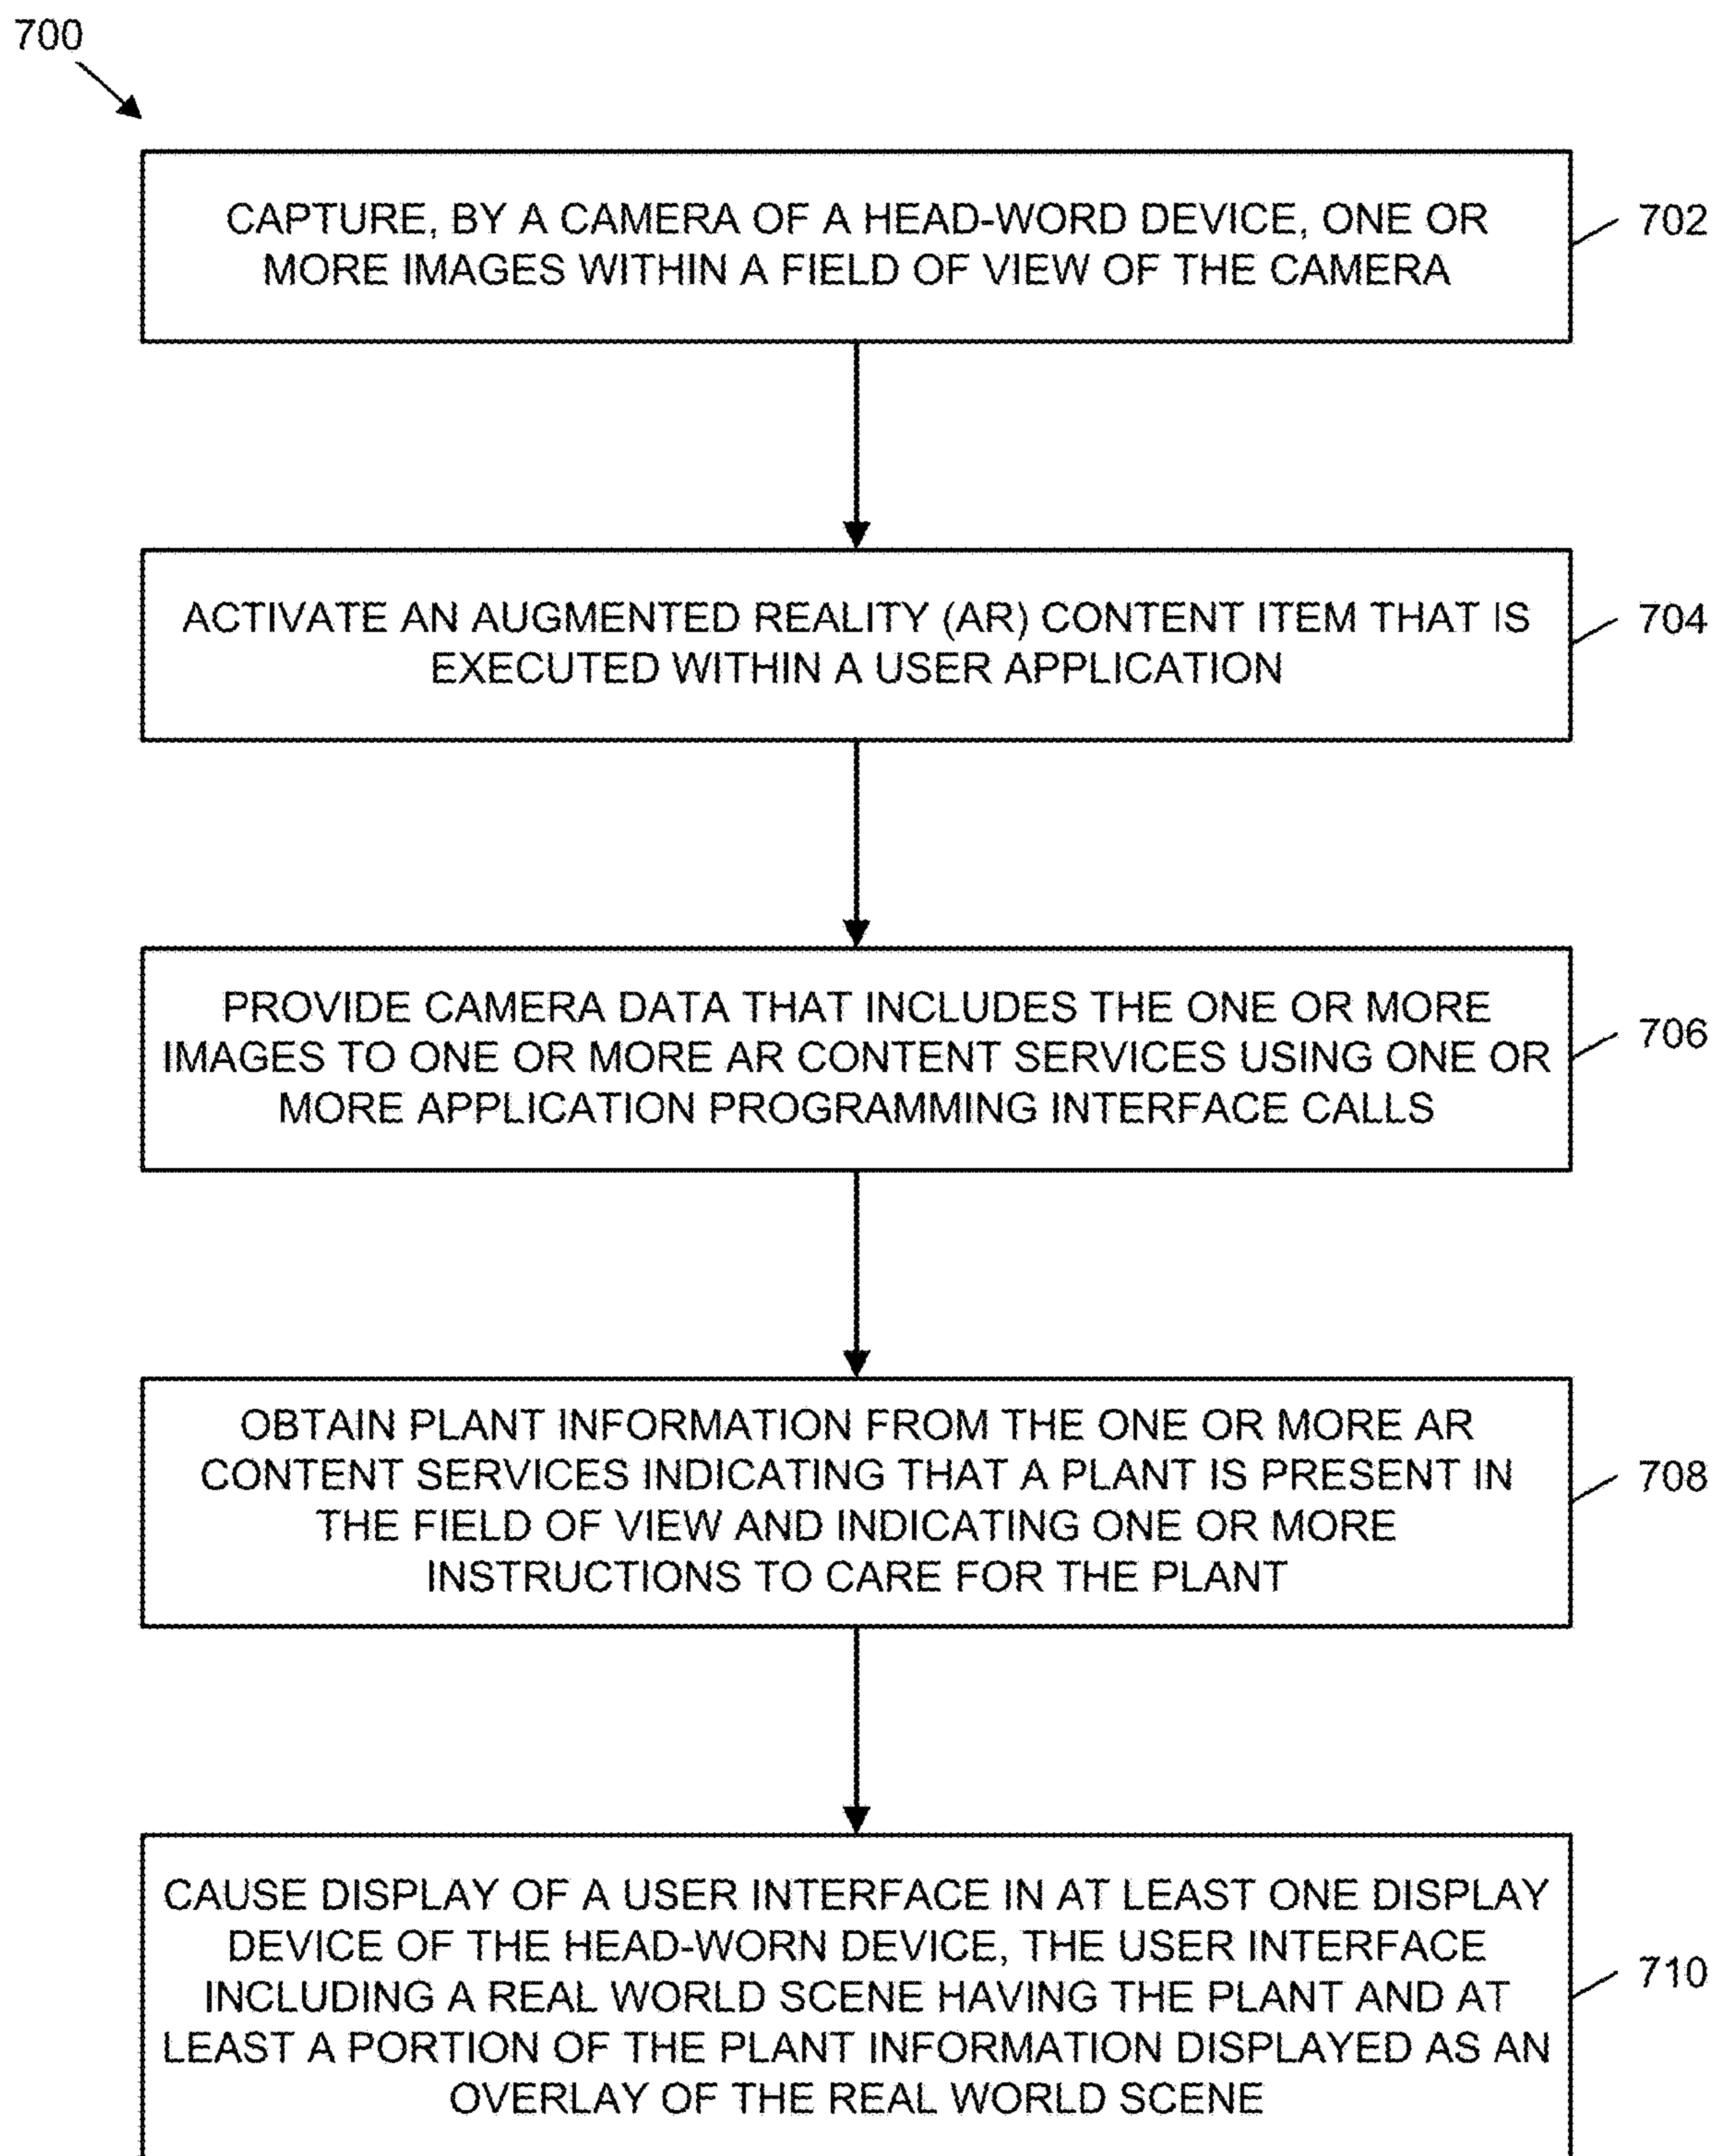 700
CAPTURE, BY A CAMERA OF A HEAD-WORD DEVICE, ONE OR
MORE IMAGES WITHIN A FIELD OF VIEW OF THE CAMERA
702
ACTIVATE AN AUGMENTED REALITY (AR) CONTENT ITEM THAT IS
EXECUTED WITHIN A USER APPLICATION
704
PROVIDE CAMERA DATA THAT INCLUDES THE ONE OR MORE
IMAGES TO ONE OR MORE AR CONTENT SERVICES USING ONE OR
MORE APPLICATION PROGRAMMING INTERFACE CALLS
706
OBTAIN PLANT INFORMATION FROM THE ONE OR MORE AR
CONTENT SERVICES INDICATING THAT A PLANT IS PRESENT IN
THE FIELD OF VIEW AND INDICATING ONE OR MORE
INSTRUCTIONS TO CARE FOR THE PLANT
708
CAUSE DISPLAY OF A USER INTERFACE IN AT LEAST ONE DISPLAY
DEVICE OF THE HEAD-WORN DEVICE, THE USER INTERFACE
INCLUDING A REAL WORLD SCENE HAVING THE PLANT AND AT
LEAST A PORTION OF THE PLANT INFORMATION DISPLAYED AS AN
OVERLAY OF THE REAL WORLD SCENE
710